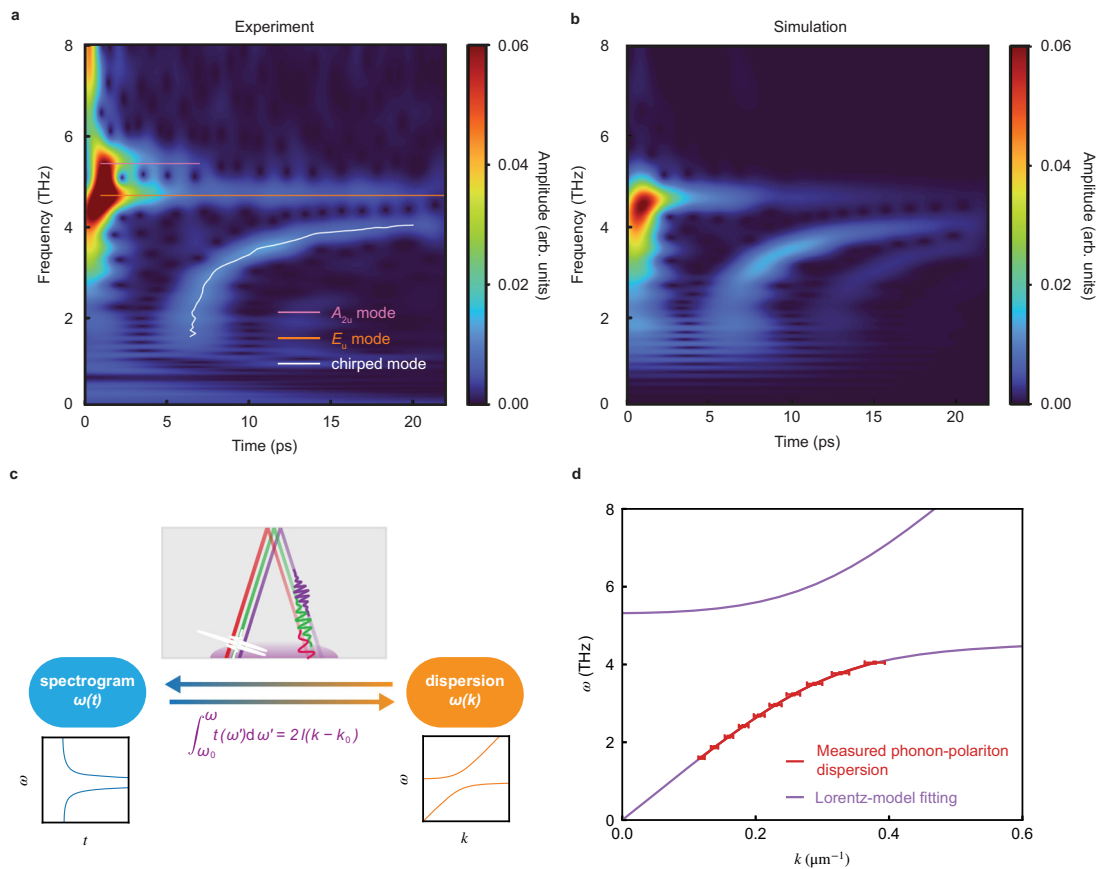 a
Experiment
8
6
4
2
0
Frequency (THz)
0 5 10 15 20
Time (ps)
A2u mode
Eu mode
chirped mode
0.06
0.04
0.02
0.00
Amplitude (arb. units)
b
Simulation
8
6
4
2
0
Frequency (THz)
0 5 10 15 20
Time (ps)
0.06
0.04
0.02
0.00
Amplitude (arb. units)
c
spectrogram
ω(t)
dispersion
ω(k)
∫ω0^ω t(ω′)d ω′ = 2 l(k − k0)
ω
t
ω
k
d
8
6
4
2
0
ω (THz)
0.0 0.2 0.4 0.6
k (μm⁻¹)
Measured phonon-polariton
dispersion
Lorentz-model fitting